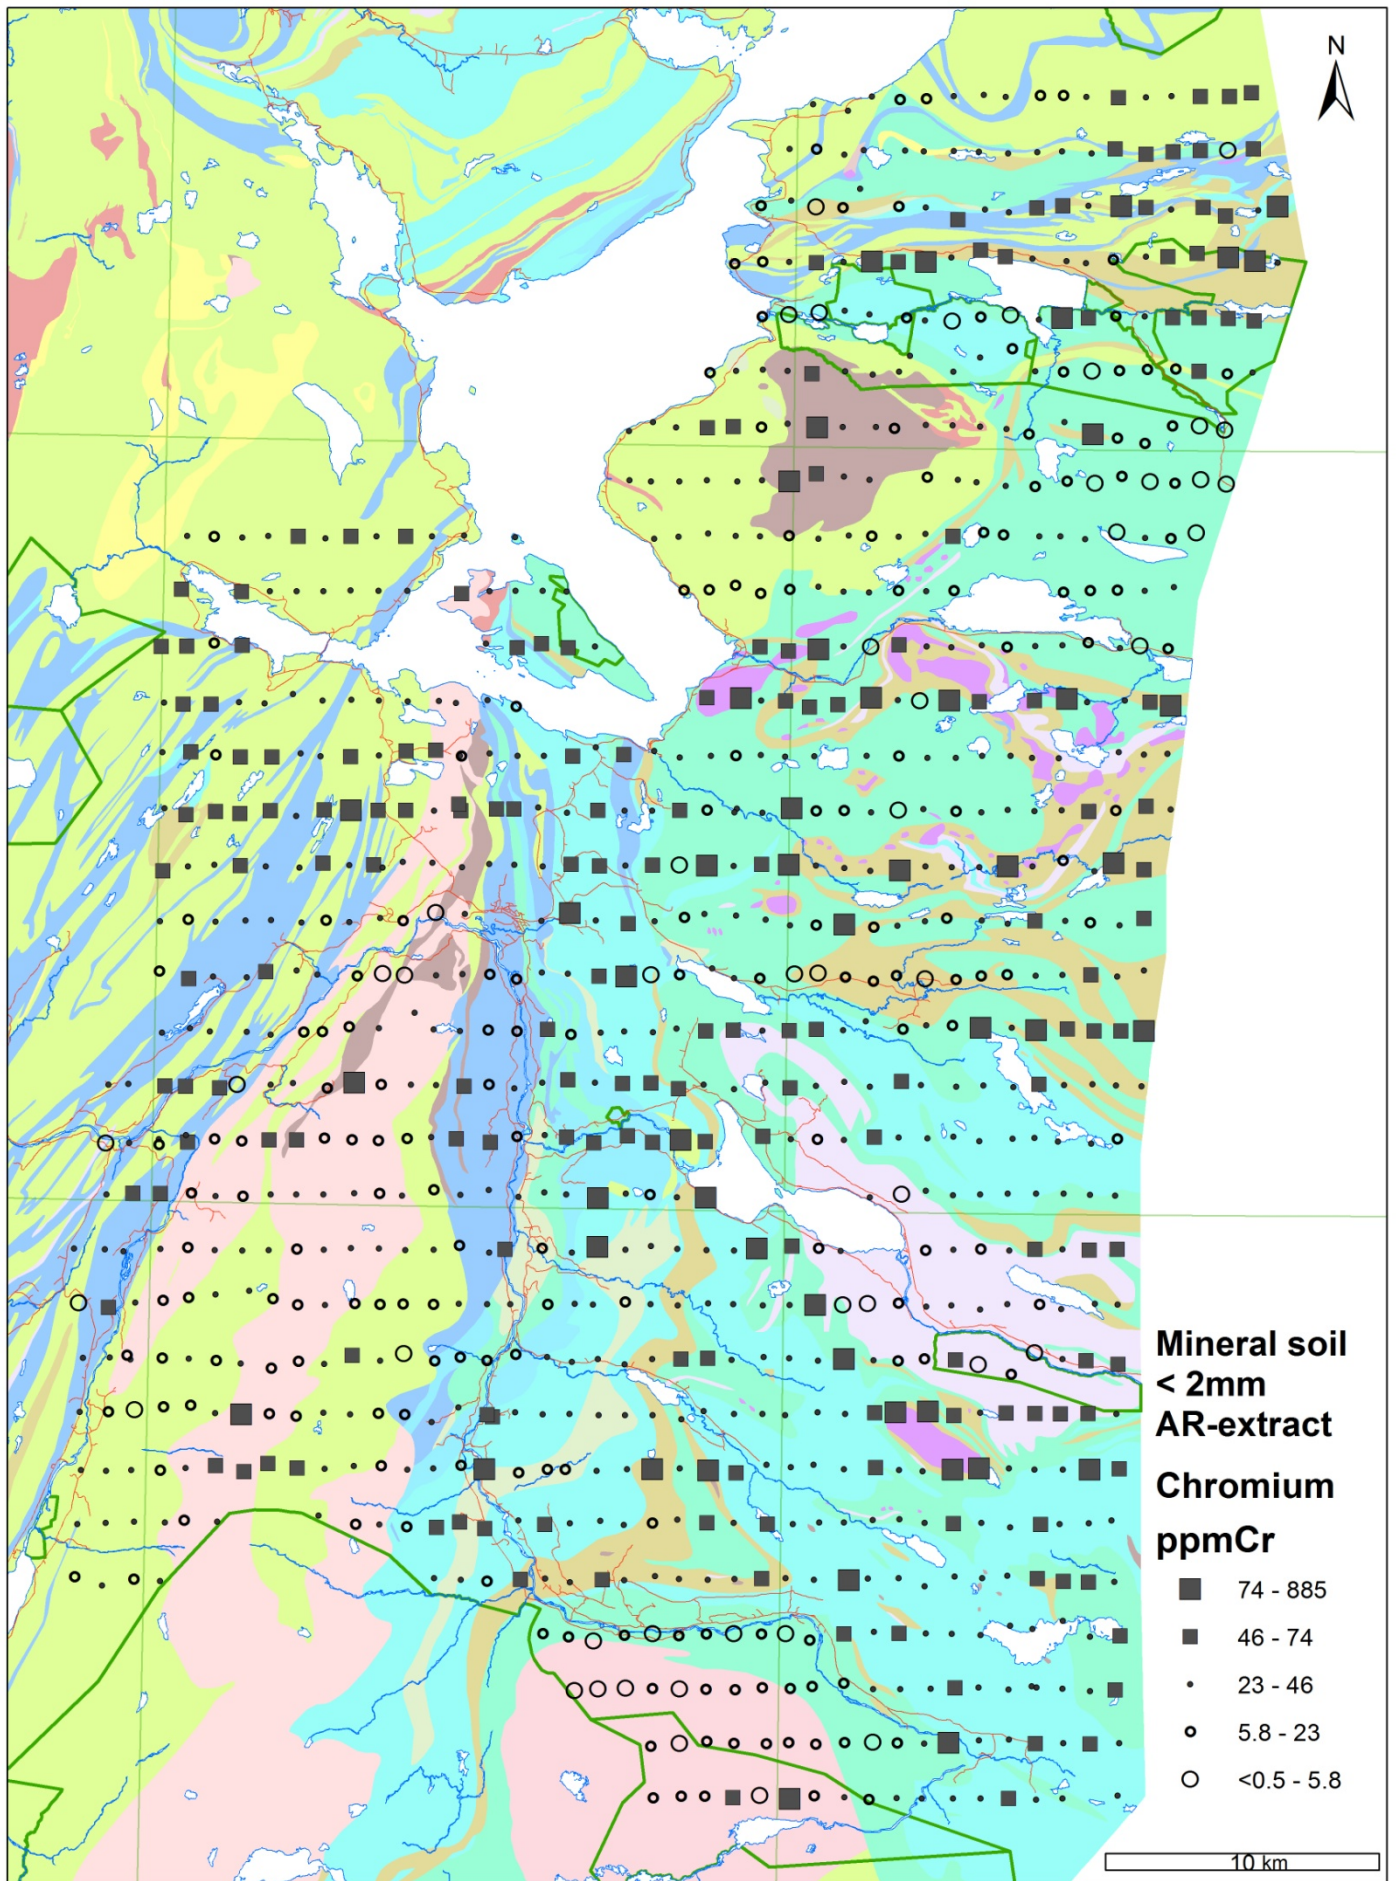 N
Mineral soil
< 2mm
AR-extract
Chromium
ppmCr
74 - 885
46 - 74
23 - 46
5.8 - 23
<0.5 - 5.8
10 km